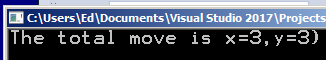 C:\Users\Ed\Documents\Visual Studio 2017\Projects
The total move is x=3,y=3)